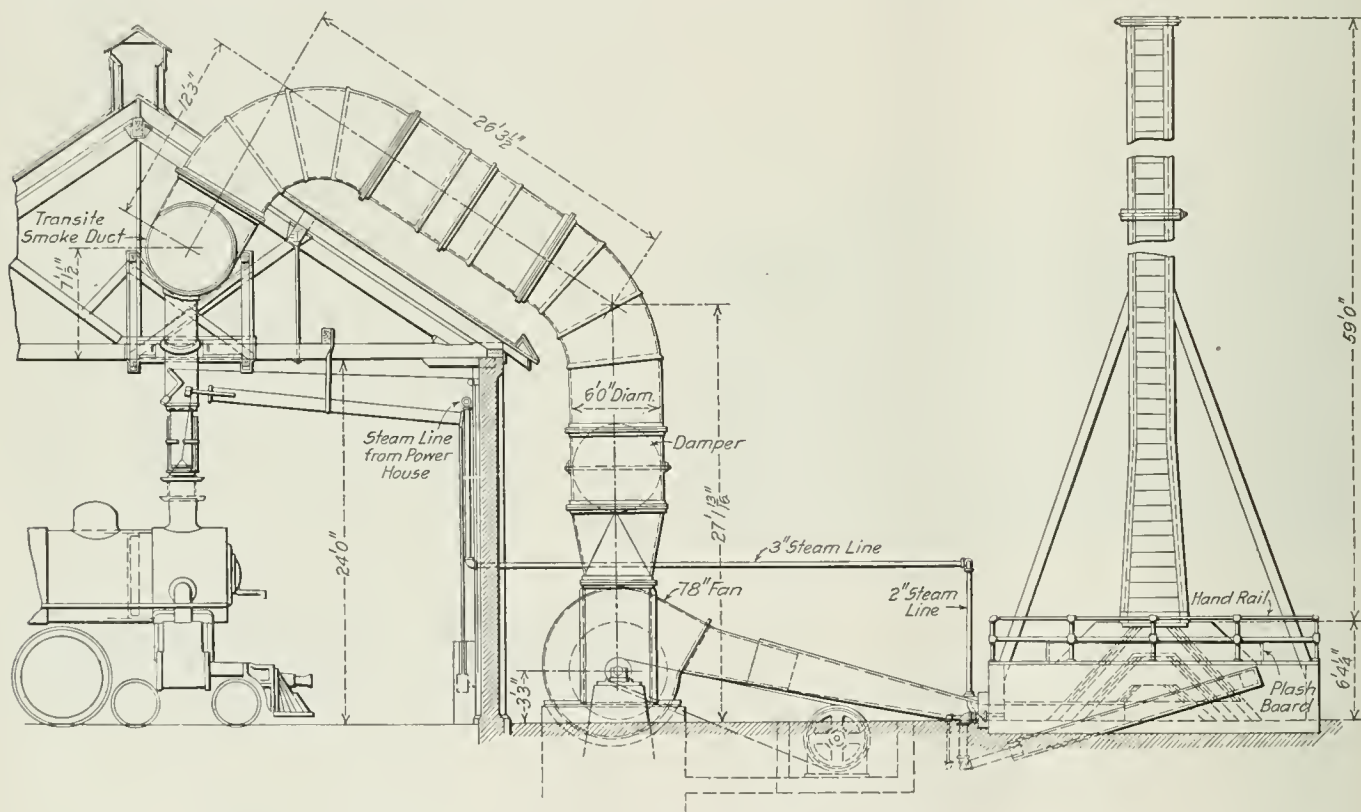 12'3"
26'3½"
Transite
Smoke Duct
7'1½"
6'0" Diam.
Damper
Steam Line
from Power
House
24'0"
27'1 13/16"
3" Steam Line
78" Fan
2" Steam
Line
Hand Rail
59'0"
3'3"
Plash
Board
6'4¼"